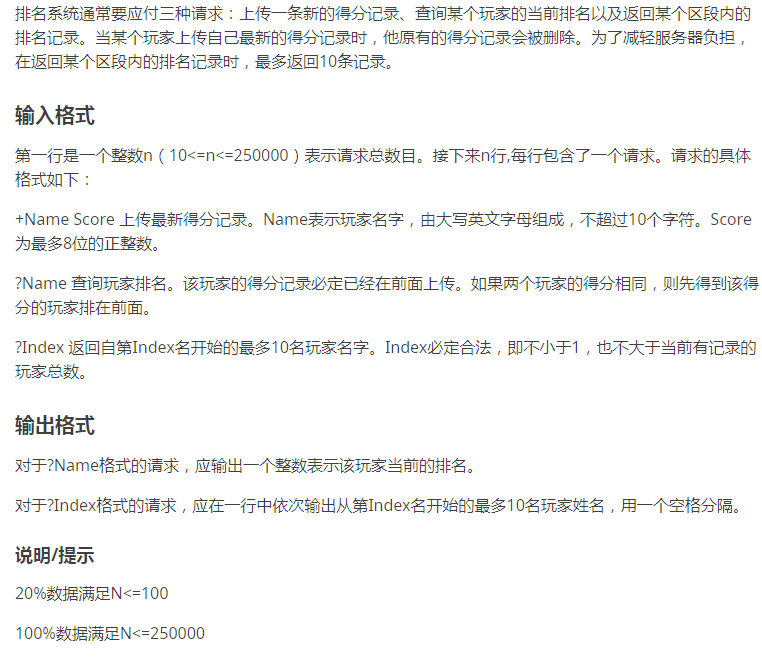 排名系统通常要应付三种请求：上传一条新的得分记录、查询某个玩家的当前排名以及返回某个区段内的
排名记录。当某个玩家上传自己最新的得分记录时，他原有的得分记录会被删除。为了减轻服务器负担，
在返回某个区段内的排名记录时，最多返回10条记录。
输入格式
第一行是一个整数n（10<=n<=250000）表示请求总数目。接下来n行,每行包含了一个请求。请求的具体
格式如下：
+Name Score 上传最新得分记录。Name表示玩家名字，由大写英文字母组成，不超过10个字符。Score
为最多8位的正整数。
?Name 查询玩家排名。该玩家的得分记录必定已经在前面上传。如果两个玩家的得分相同，则先得到该得
分的玩家排在前面。
?Index 返回自第Index名开始的最多10名玩家名字。Index必定合法，即不小于1，也不大于当前有记录的
玩家总数。
输出格式
对于?Name格式的请求，应输出一个整数表示该玩家当前的排名。
对于?Index格式的请求，应在一行中依次输出从第Index名开始的最多10名玩家姓名，用一个空格分隔。
说明/提示
20%数据满足N<=100
100%数据满足N<=250000